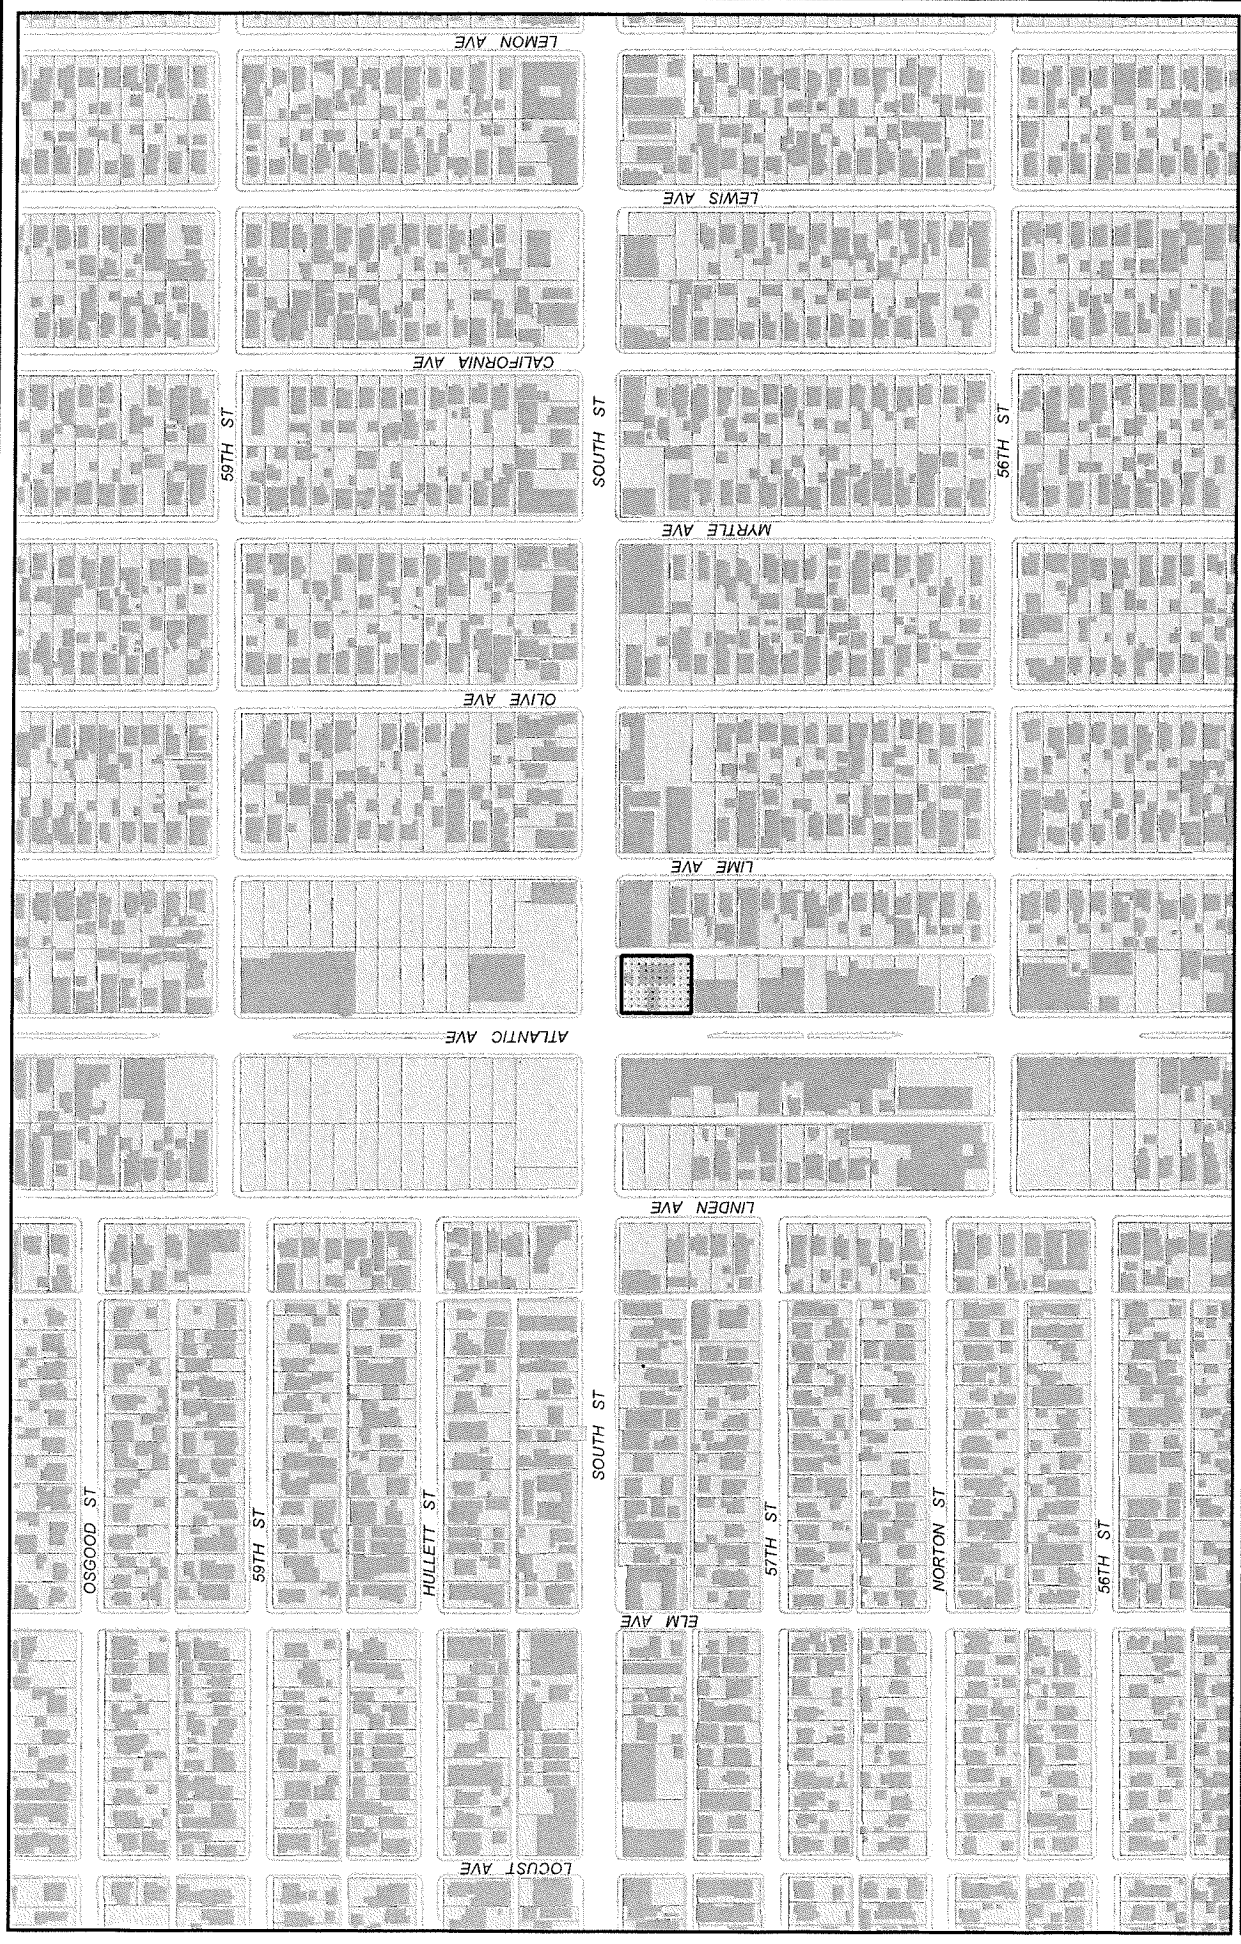 LEMON AVE
LEWIS AVE
CALIFORNIA AVE
59TH ST
SOUTH ST
56TH ST
MYRTLE AVE
OLIVE AVE
LIME AVE
ATLANTIC AVE
LINDEN AVE
OSGOOD ST
59TH ST
HULLETT ST
SOUTH ST
57TH ST
NORTON ST
56TH ST
ELM AVE
LOCUST AVE